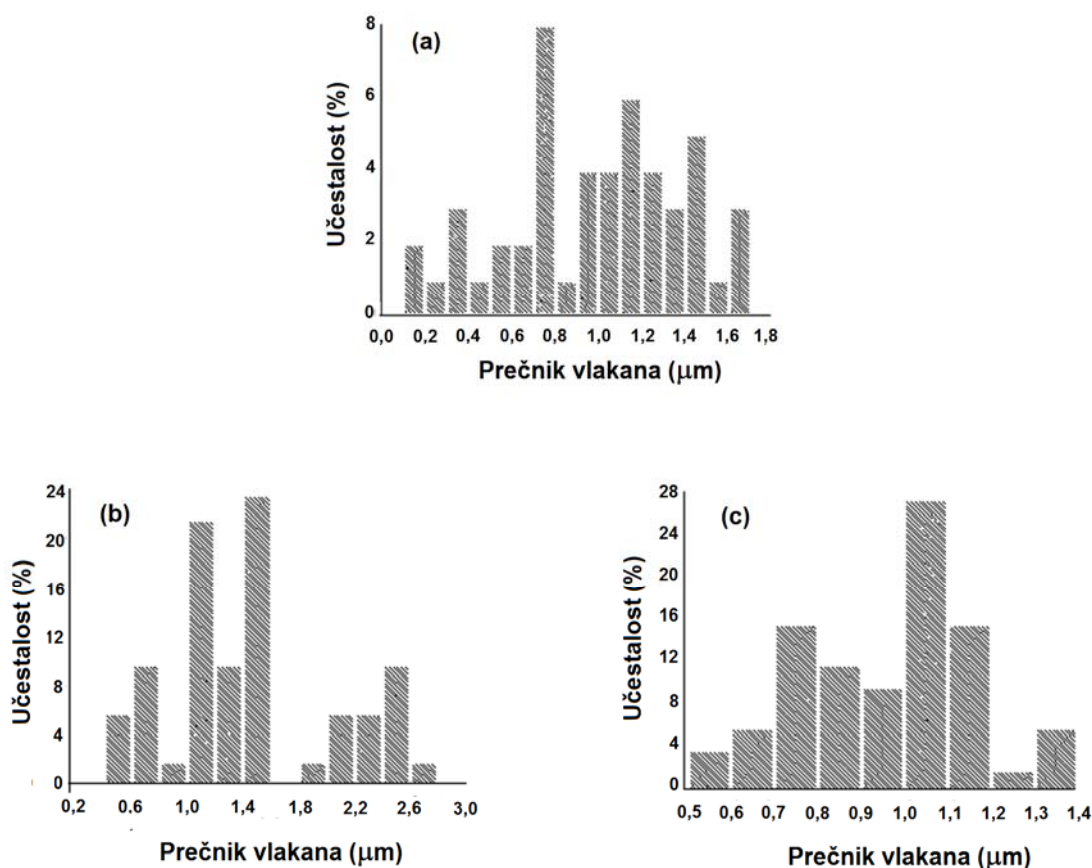 (a)
Učestalost (%)
8
6
4
2
0
0,0 0,2 0,4 0,6 0,8 1,0 1,2 1,4 1,6 1,8
Prečnik vlakana (μm)
(b)
Učestalost (%)
24
20
16
12
8
4
0
0,2 0,6 1,0 1,4 1,8 2,2 2,6 3,0
Prečnik vlakana (μm)
(c)
Učestalost (%)
28
24
28
16
12
8
4
0
0,5 0,6 0,7 0,8 0,9 1,0 1,1 1,2 1,3 1,4
Prečnik vlakana (μm)